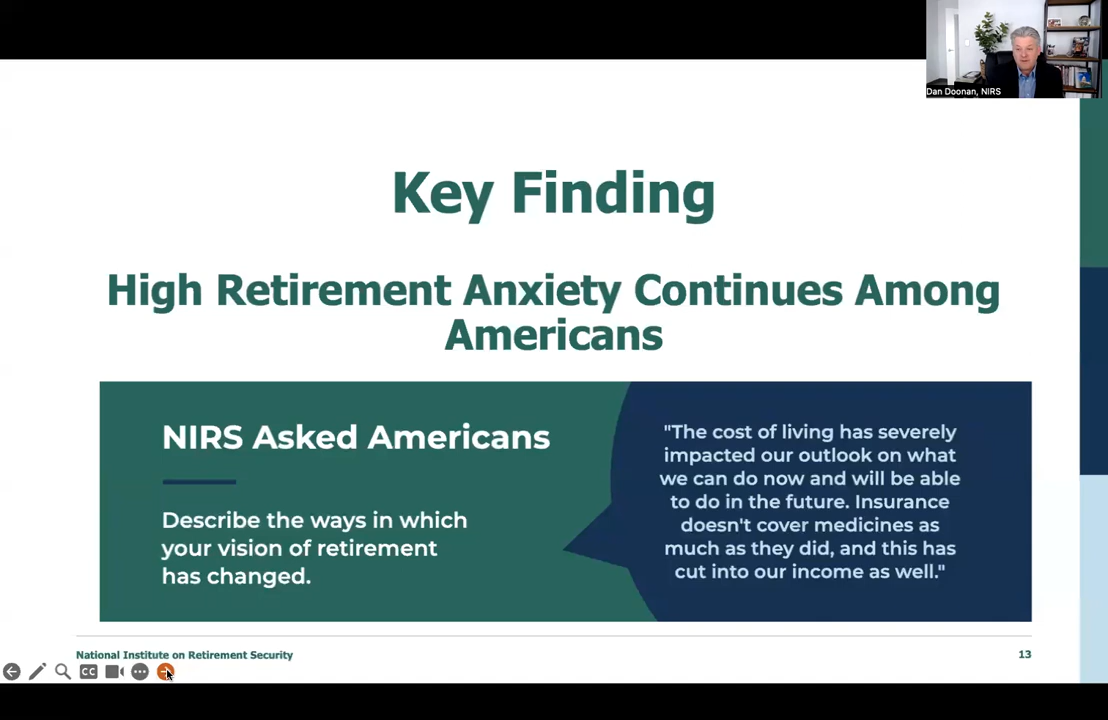 Dan Doonan, NIRS
Key Finding
High Retirement Anxiety Continues Among
Americans
NIRS Asked Americans
Describe the ways in which
your vision of retirement
has changed.
"The cost of living has severely
impacted our outlook on what
we can do now and will be able
to do in the future. Insurance
doesn't cover medicines as
much as they did, and this has
cut into our income as well."
National Institute on Retirement Security
13
CC